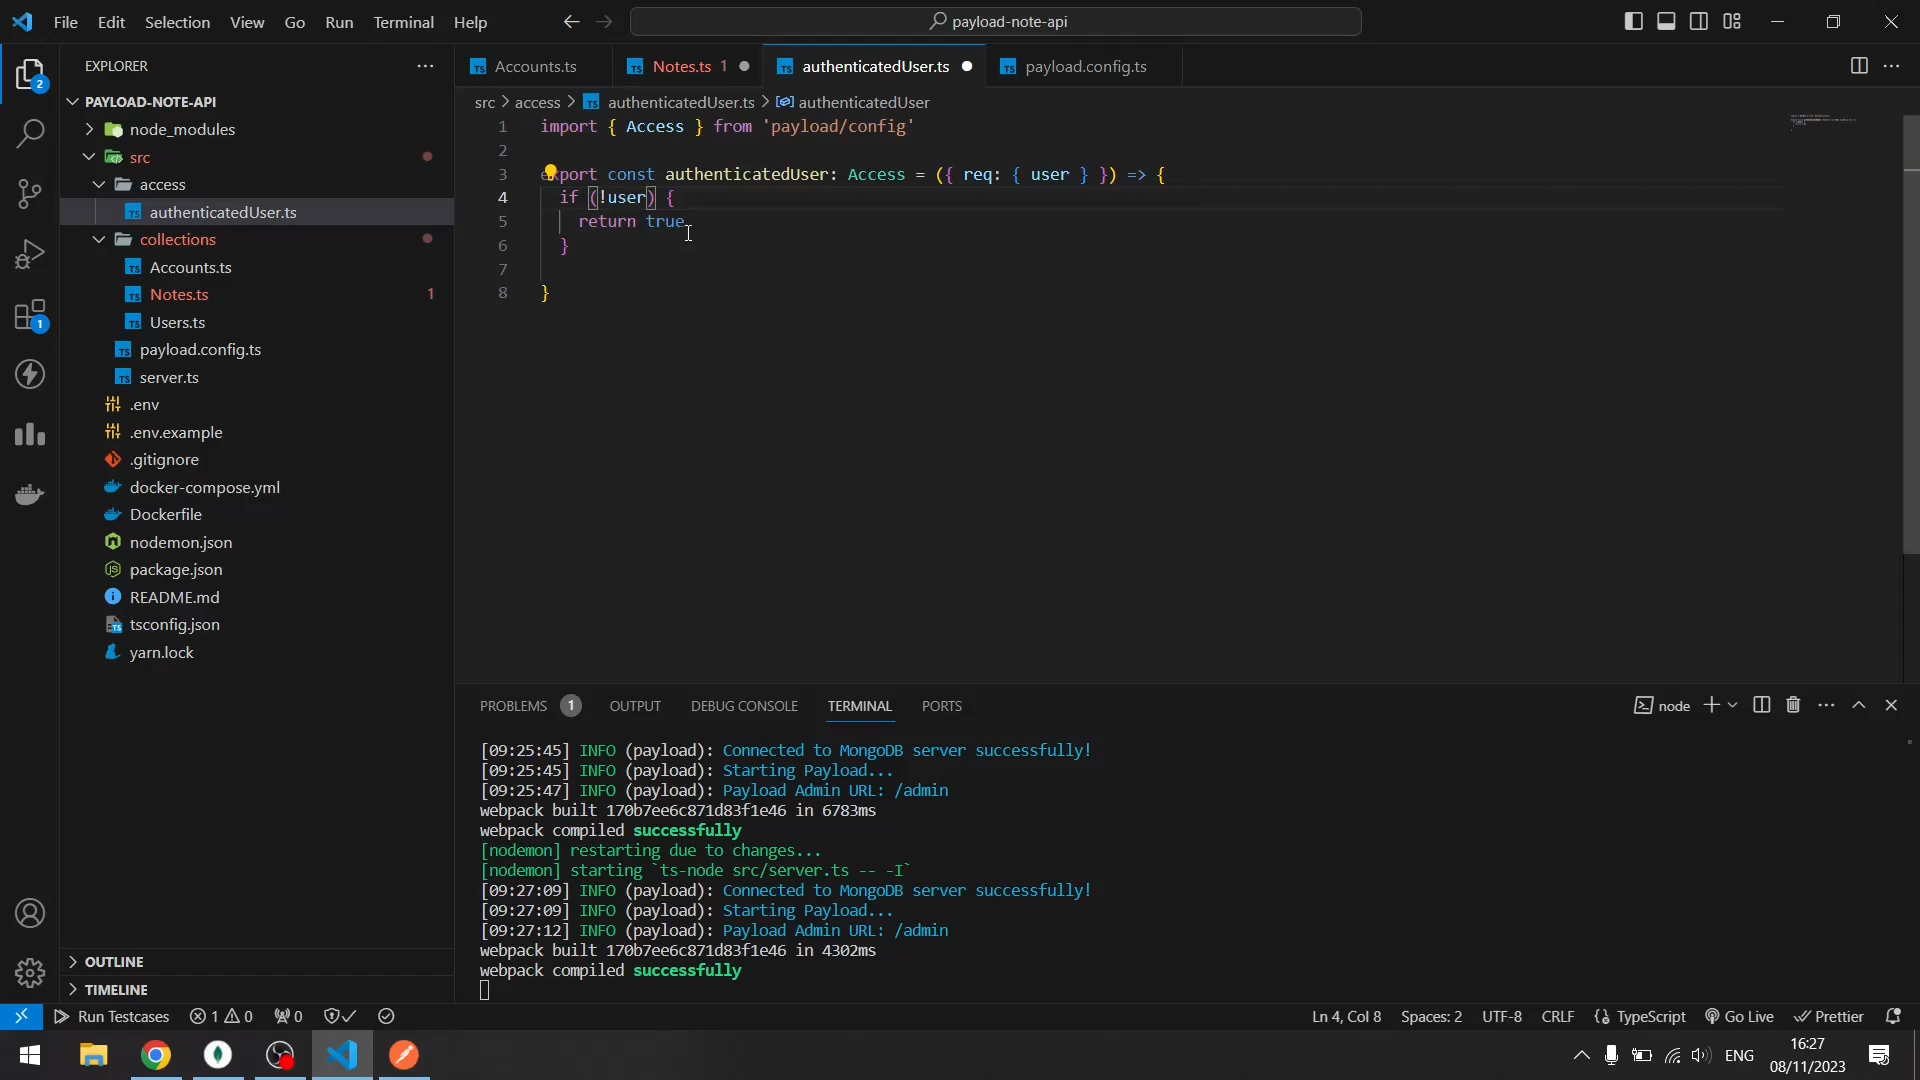 File Edit Selection View Go Run Terminal Help
payload-note-api
EXPLORER
PAYLOAD-NOTE-API
node_modules
src
access
authenticatedUser.ts
collections
Accounts.ts
Notes.ts 1
Users.ts
payload.config.ts
server.ts
.env
.env.example
.gitignore
docker-compose.yml
Dockerfile
nodemon.json
package.json
README.md
tsconfig.json
yarn.lock
OUTLINE
TIMELINE
2
1
Accounts.ts Notes.ts 1 authenticatedUser.ts payload.config.ts
src > access > authenticatedUser.ts > authenticatedUser
1 import { Access } from 'payload/config'
2
3 export const authenticatedUser: Access = ({ req: { user } }) => {
4 if (!user) {
5 return true
6 }
7
8 }
PROBLEMS 1 OUTPUT DEBUG CONSOLE TERMINAL PORTS
node
[09:25:45] INFO (payload): Connected to MongoDB server successfully!
[09:25:45] INFO (payload): Starting Payload...
[09:25:47] INFO (payload): Payload Admin URL: /admin
webpack built 170b7ee6c871d83f1e46 in 6783ms
webpack compiled successfully
[nodemon] restarting due to changes...
[nodemon] starting `ts-node src/server.ts -- -I`
[09:27:09] INFO (payload): Connected to MongoDB server successfully!
[09:27:09] INFO (payload): Starting Payload...
[09:27:12] INFO (payload): Payload Admin URL: /admin
webpack built 170b7ee6c871d83f1e46 in 4302ms
webpack compiled successfully
Run Testcases 1 0 0 Ln 4, Col 8 Spaces: 2 UTF-8 CRLF TypeScript Go Live Prettier
ENG
16:27
08/11/2023